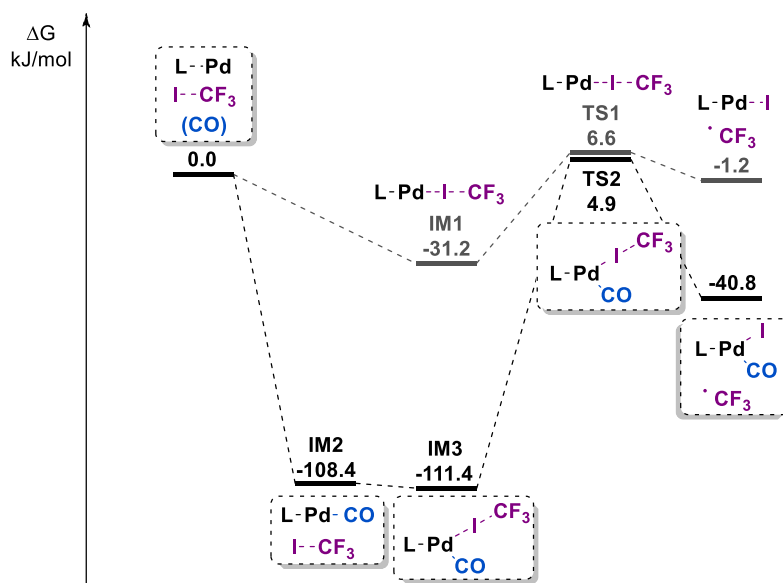 ΔG
kJ/mol
L--Pd
I--CF3
(CO)
0.0
L-Pd--I--CF3
IM1
-31.2
L-Pd--I--CF3
TS1
6.6
TS2
4.9
L-Pd--I
·CF3
-1.2
L-Pd I--CF3
CO
-40.8
L-Pd I
CO
·CF3
IM2
-108.4
L-Pd-CO
I--CF3
IM3
-111.4
L-Pd I--CF3
CO